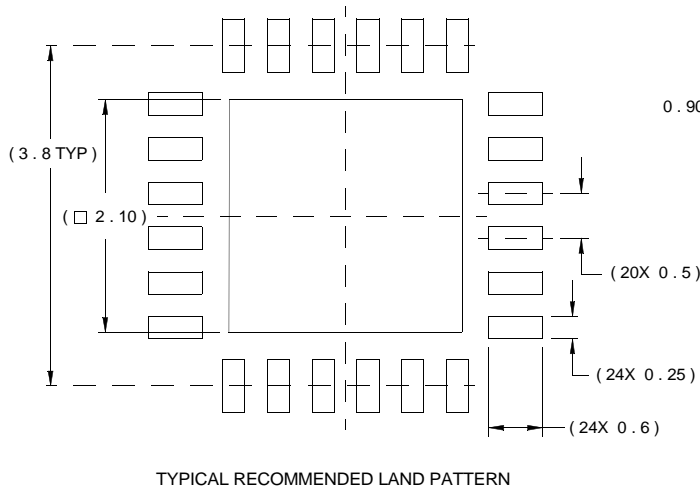 0.90
(3.8 TYP)
(□ 2.10)
(20X 0.5)
(24X 0.25)
(24X 0.6)
TYPICAL RECOMMENDED LAND PATTERN